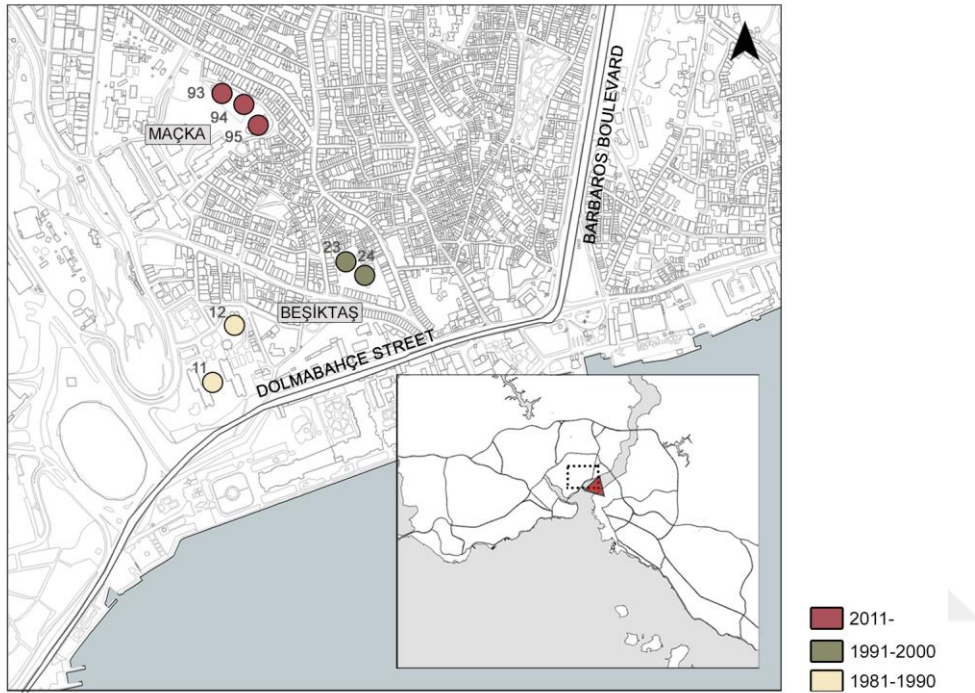 93
94
95
MAÇKA
BARBAROS BOULEVARD
23
24
BEŞİKTAŞ
12
11
DOLMABAHÇE STREET
2011-
1991-2000
1981-1990